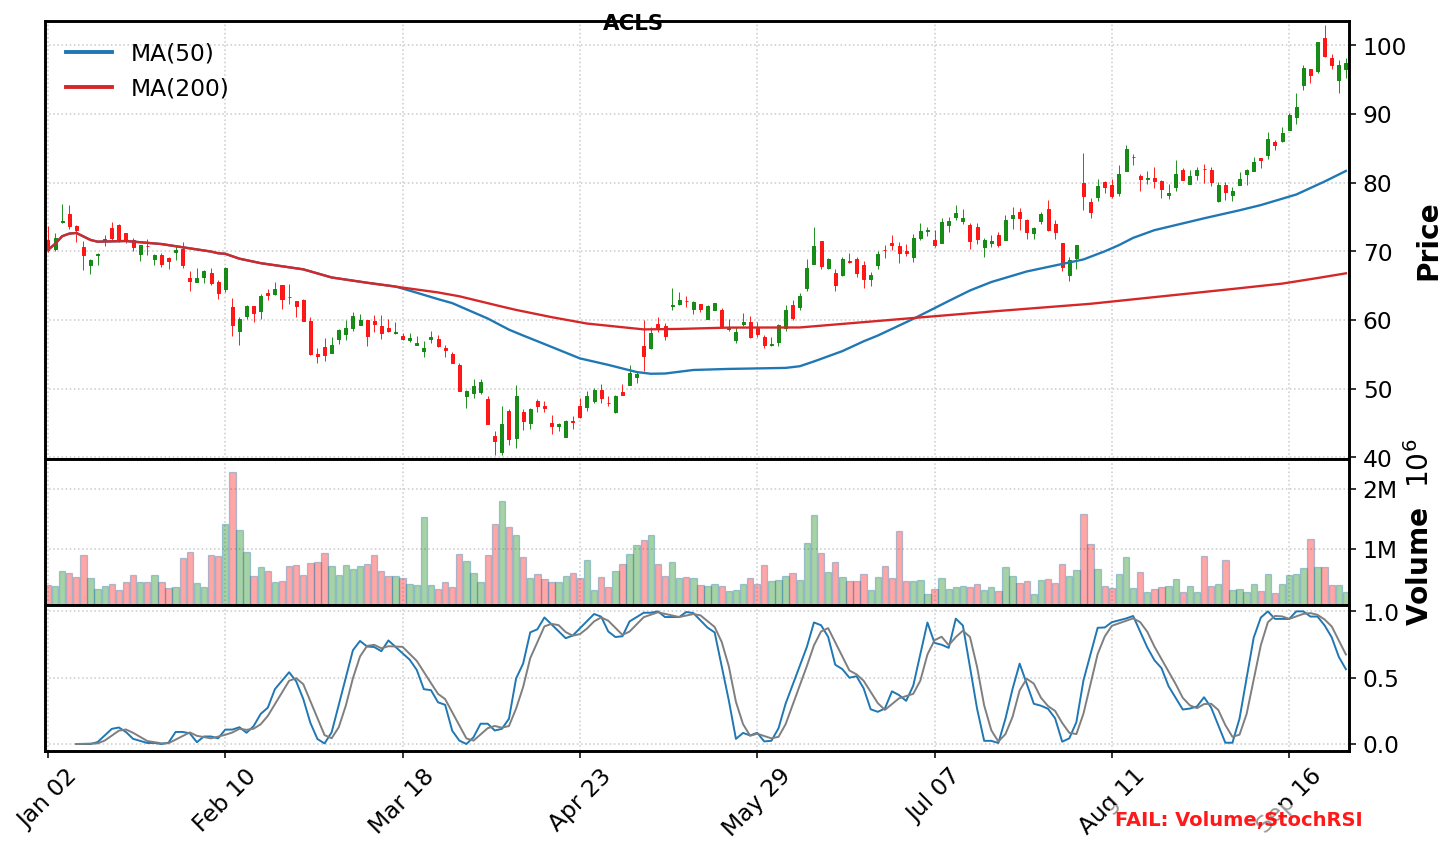 ACLS
MA(50)
MA(200)
100
90
80
70
60
50
40
Price
2M
1M
Volume 10^6
1.0
0.5
0.0
Jan 02
Feb 10
Mar 18
Apr 23
May 29
Jul 07
Aug 11
Sep 16
FAIL: Volume,StochRSI